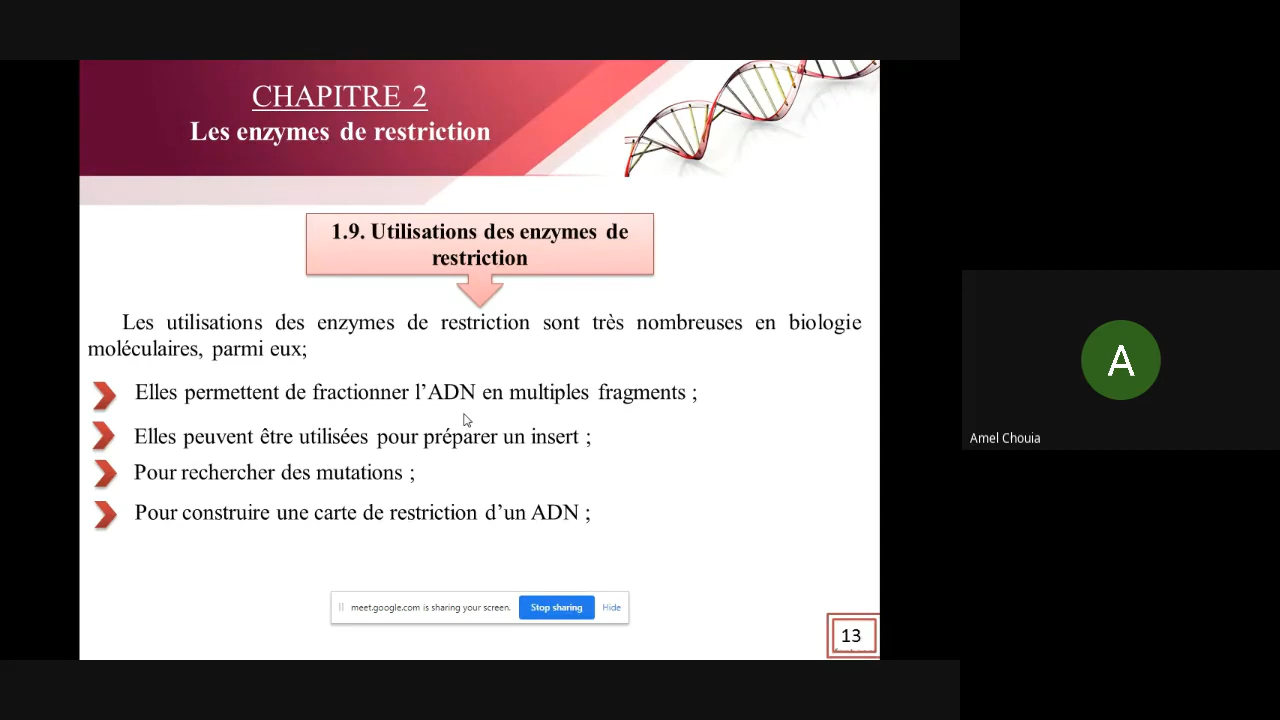 CHAPITRE 2
Les enzymes de restriction
1.9. Utilisations des enzymes de
restriction
Les utilisations des enzymes de restriction sont très nombreuses en biologie
moléculaires, parmi eux;
Elles permettent de fractionner l’ADN en multiples fragments ;
Elles peuvent être utilisées pour préparer un insert ;
Pour rechercher des mutations ;
Pour construire une carte de restriction d’un ADN ;
meet.google.com is sharing your screen. Stop sharing Hide
13
A
Amel Chouia